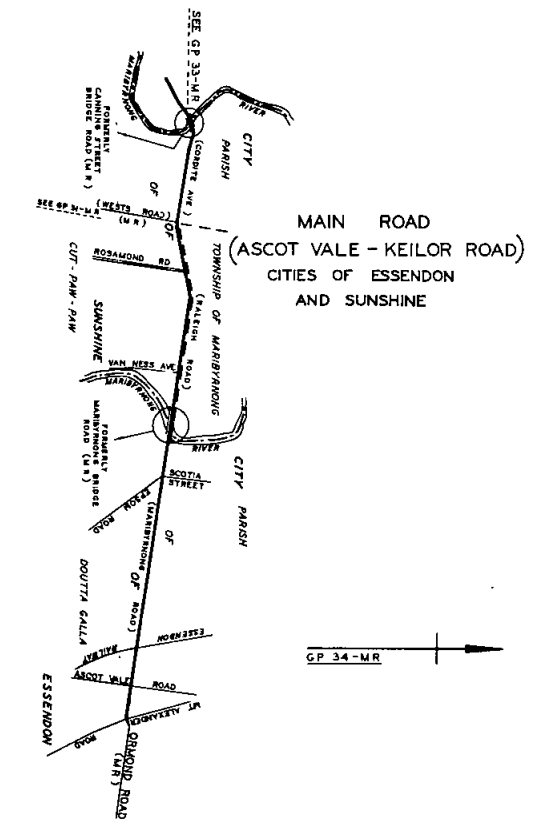 SEE GP 33-MR
MARIBYRNONG
RIVER
FORMERLY
CANNING STREET
BRIDGE ROAD (M R)
CITY
PARISH
(CORDITE AVE)
OF
OF
SEE GP 31-MR
(WESTS ROAD)
(M R)
ROSAMOND RD
CUT-PAW-PAW
TOWNSHIP OF MARIBYRNONG
(RALEIGH ROAD)
SUNSHINE
VAN NESS AVE
MARIBYRNONG
RIVER
FORMERLY
MARIBYRNONG BRIDGE
ROAD (M R)
SCOTIA
STREET
EPSOM ROAD
CITY
PARISH
OF
OF
(MARIBYRNONG ROAD)
DOUTTA GALLA
ESSENDON
RAILWAY
ASCOT VALE ROAD
MT ALEXANDER
ROAD
ESSENDON
ORMOND ROAD
(M R)
MAIN ROAD
(ASCOT VALE - KEILOR ROAD)
CITIES OF ESSENDON
AND SUNSHINE
GP 34-MR